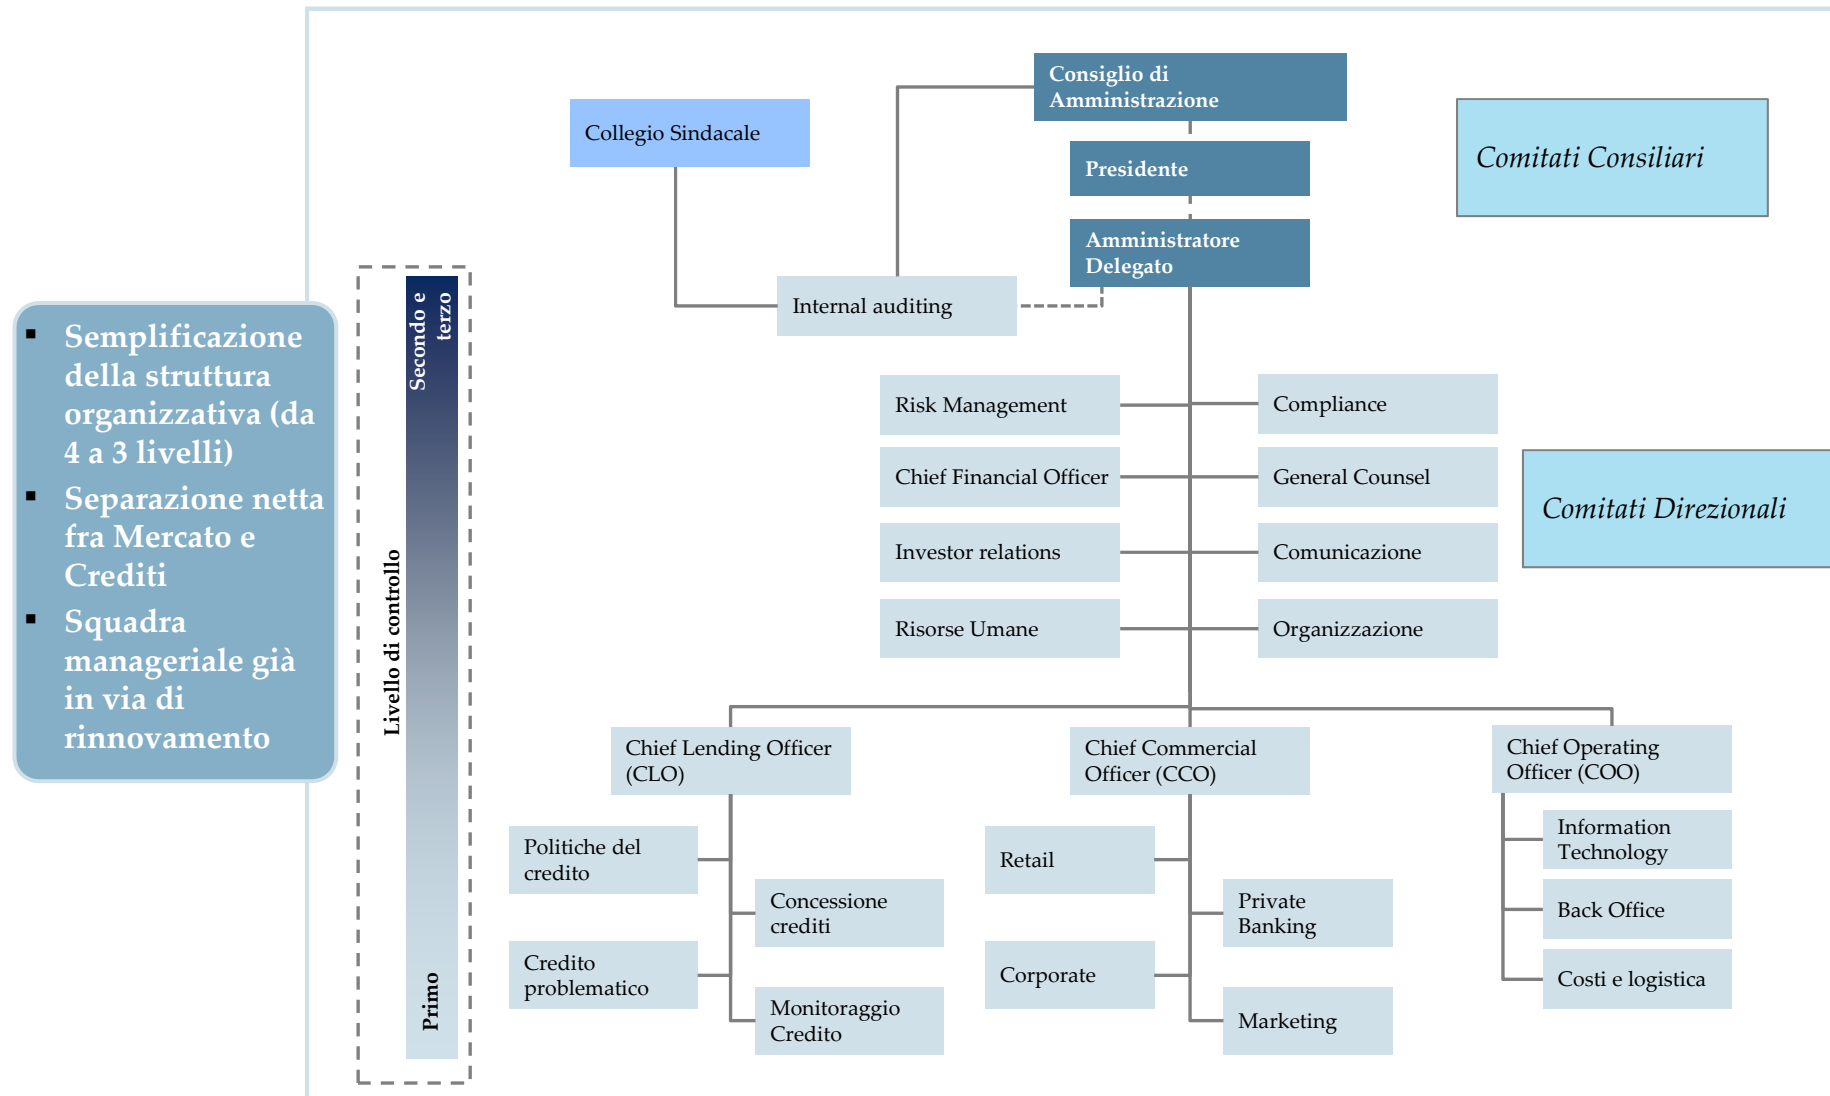 Consiglio di
Amministrazione
Collegio Sindacale
Comitati Consiliari
Presidente
Amministratore
Delegato
Internal auditing
▪ Semplificazione
della struttura
organizzativa (da
4 a 3 livelli)
▪ Separazione netta
fra Mercato e
Crediti
▪ Squadra
manageriale già
in via di
rinnovamento
Livello di controllo
Secondo e
terzo
Primo
Risk Management
Compliance
Chief Financial Officer
General Counsel
Comitati Direzionali
Investor relations
Comunicazione
Risorse Umane
Organizzazione
Chief Lending Officer
(CLO)
Chief Commercial
Officer (CCO)
Chief Operating
Officer (COO)
Politiche del
credito
Concessione
crediti
Credito
problematico
Monitoraggio
Credito
Retail
Private
Banking
Corporate
Marketing
Information
Technology
Back Office
Costi e logistica